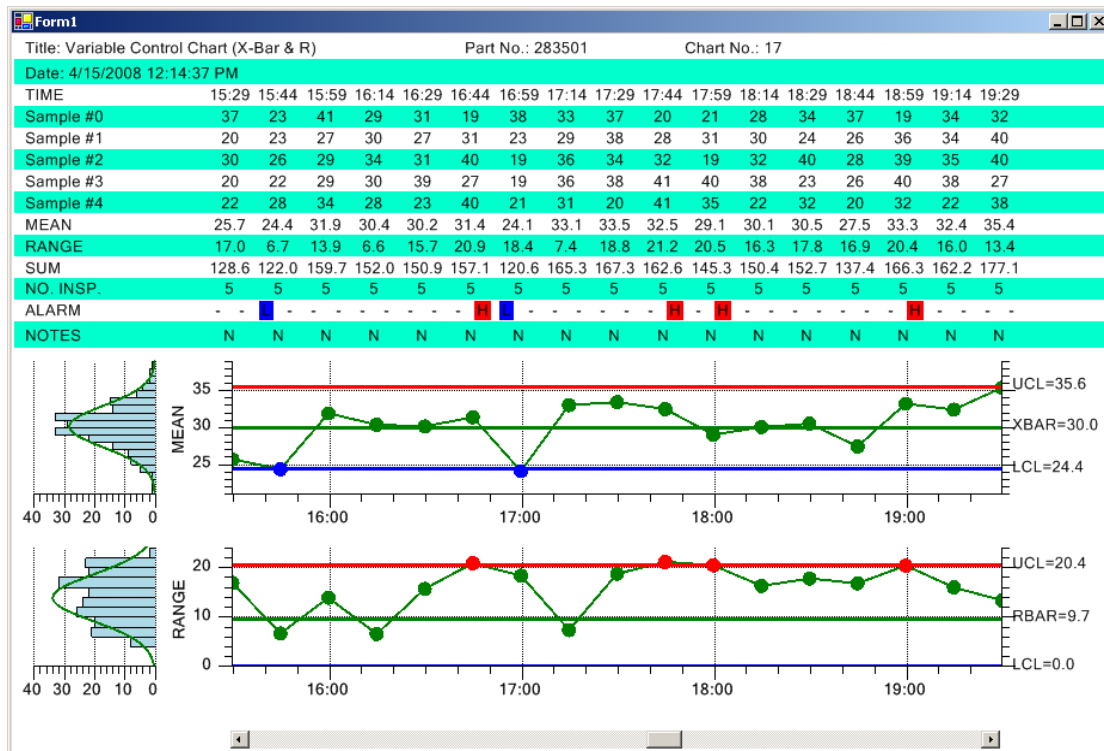 Form1
Title: Variable Control Chart (X-Bar & R) Part No.: 283501 Chart No.: 17
Date: 4/15/2008 12:14:37 PM
TIME 15:29 15:44 15:59 16:14 16:29 16:44 16:59 17:14 17:29 17:44 17:59 18:14 18:29 18:44 18:59 19:14 19:29
Sample #0 37 23 41 29 31 19 38 33 37 20 21 28 34 37 19 34 32
Sample #1 20 23 27 30 27 31 23 29 38 28 31 30 24 26 36 34 40
Sample #2 30 26 29 34 31 40 19 36 34 32 19 32 40 28 39 35 40
Sample #3 20 22 29 30 39 27 19 36 38 41 40 38 23 26 40 38 27
Sample #4 22 28 34 28 23 40 21 31 20 41 35 22 32 20 32 22 38
MEAN 25.7 24.4 31.9 30.4 30.2 31.4 24.1 33.1 33.5 32.5 29.1 30.1 30.5 27.5 33.3 32.4 35.4
RANGE 17.0 6.7 13.9 6.6 15.7 20.9 18.4 7.4 18.8 21.2 20.5 16.3 17.8 16.9 20.4 16.0 13.4
SUM 128.6 122.0 159.7 152.0 150.9 157.1 120.6 165.3 167.3 162.6 145.3 150.4 152.7 137.4 166.3 162.2 177.1
NO. INSP. 5 5 5 5 5 5 5 5 5 5 5 5 5 5 5 5 5
ALARM - - L - - - - - - - - - H L - - - - - - H - H - - - - - - - H - - - -
NOTES N N N N N N N N N N N N N N N N N
MEAN
35
30
25
UCL=35.6
XBAR=30.0
LCL=24.4
40 30 20 10 0
16:00 17:00 18:00 19:00
RANGE
20
10
0
UCL=20.4
RBAR=9.7
LCL=0.0
40 30 20 10 0
16:00 17:00 18:00 19:00